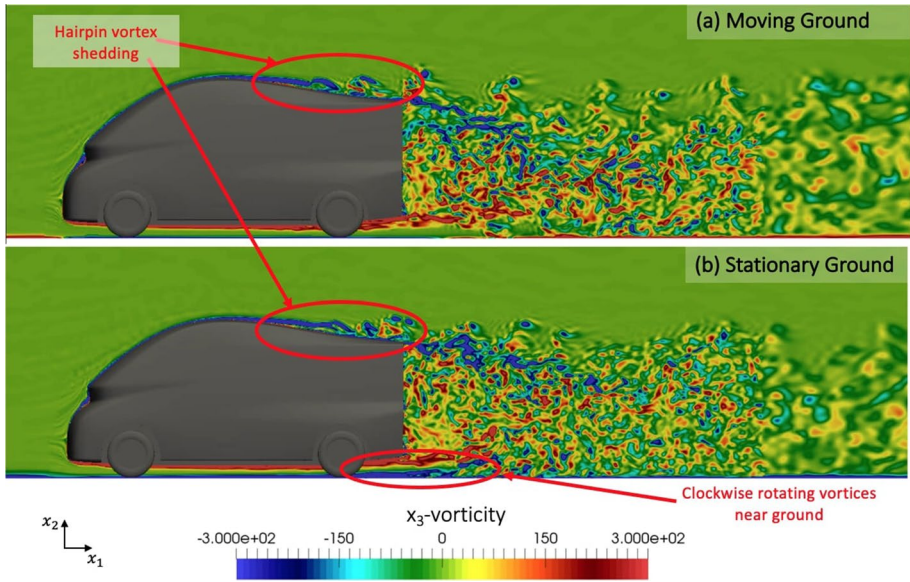 (a) Moving Ground
Hairpin vortex
shedding
(b) Stationary Ground
Clockwise rotating vortices
near ground
x₃-vorticity
-3.000e+02 -150 0 150 3.000e+02
x₂
x₁